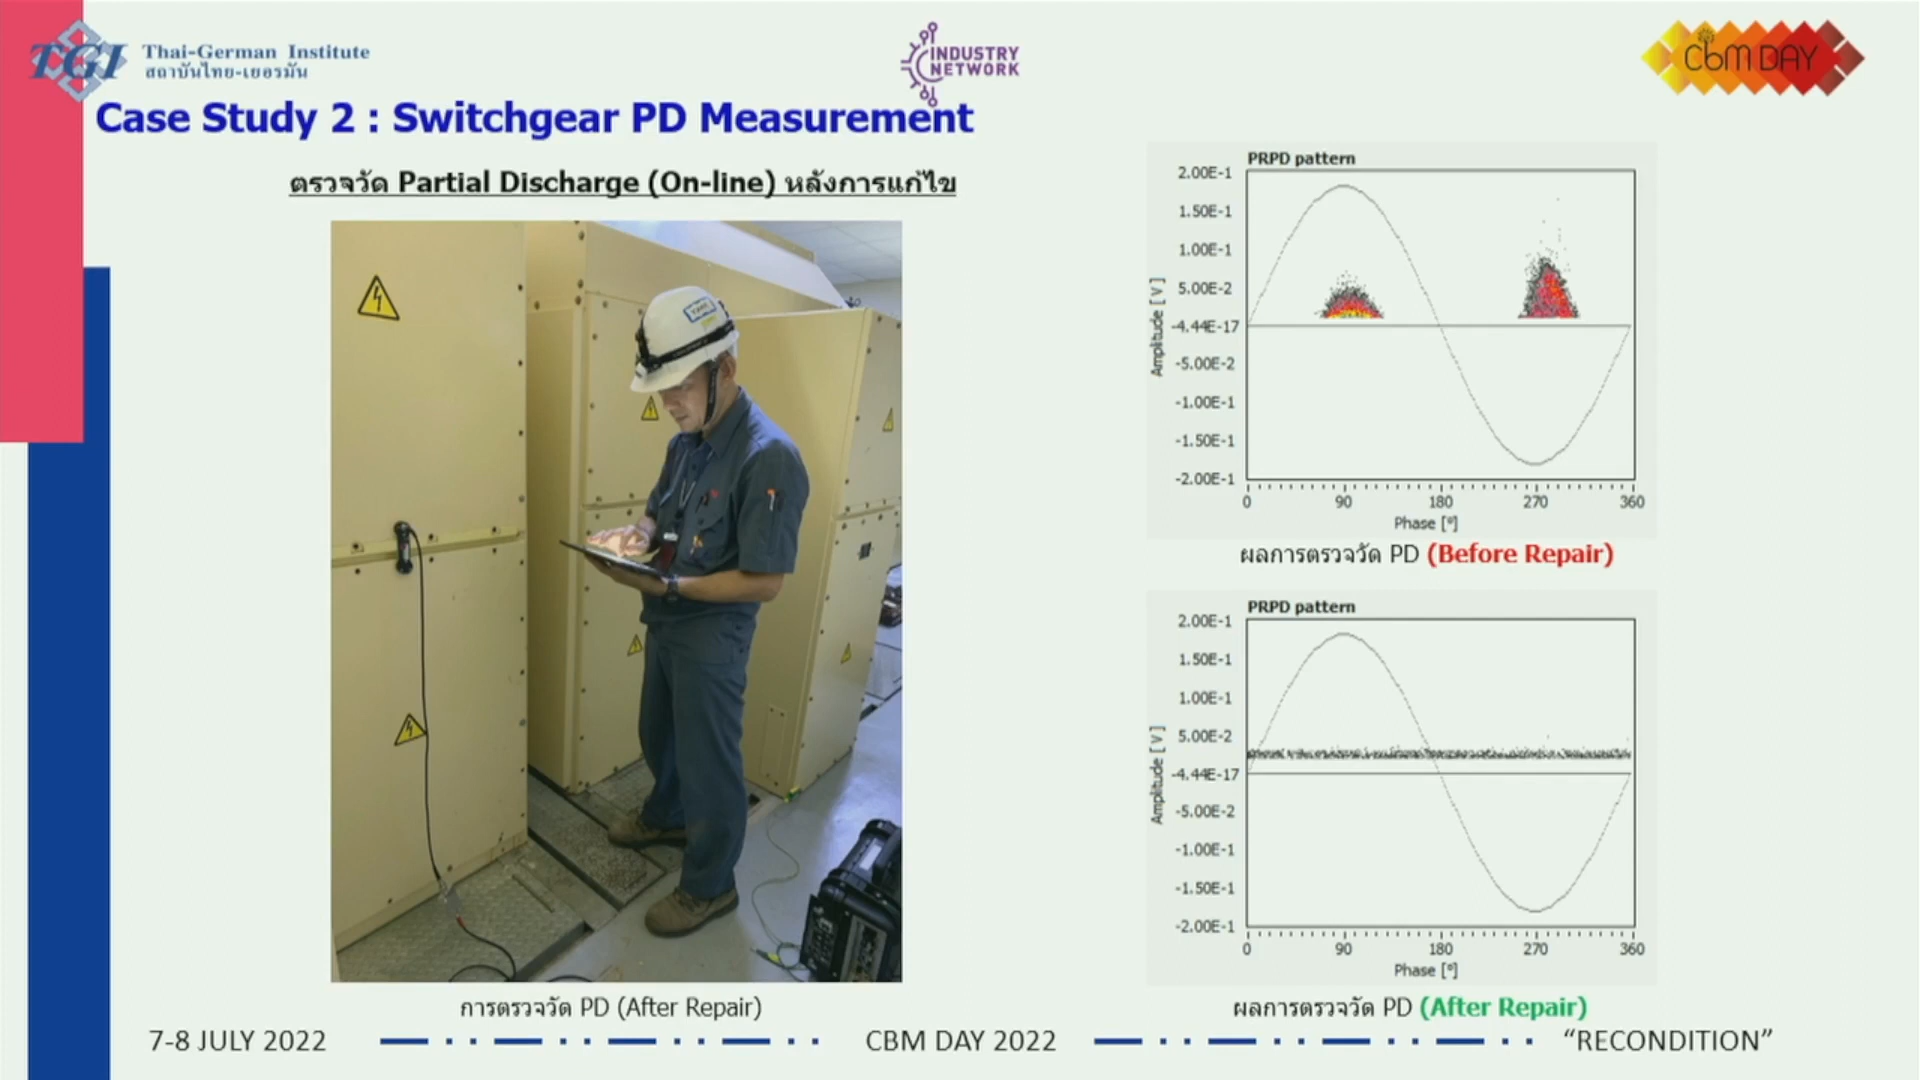 TGI Thai-German Institute
สถาบันไทย-เยอรมัน
INDUSTRY
NETWORK
CbM DAY
Case Study 2 : Switchgear PD Measurement
ตรวจวัด Partial Discharge (On-line) หลังการแก้ไข
PRPD pattern
2.00E-1
1.50E-1
1.00E-1
5.00E-2
-4.44E-17
-5.00E-2
-1.00E-1
-1.50E-1
-2.00E-1
Amplitude [ V ]
0 90 180 270 360
Phase [°]
ผลการตรวจวัด PD (Before Repair)
PRPD pattern
2.00E-1
1.50E-1
1.00E-1
5.00E-2
-4.44E-17
-5.00E-2
-1.00E-1
-1.50E-1
-2.00E-1
Amplitude [ V ]
0 90 180 270 360
Phase [°]
การตรวจวัด PD (After Repair)
ผลการตรวจวัด PD (After Repair)
7-8 JULY 2022
CBM DAY 2022
“RECONDITION”